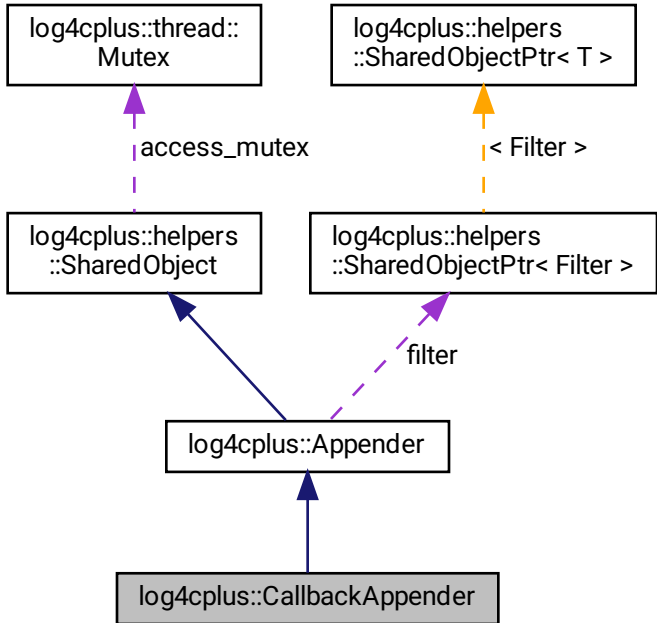 log4cplus::thread::
Mutex
log4cplus::helpers
::SharedObjectPtr< T >
access_mutex
< Filter >
log4cplus::helpers
::SharedObject
log4cplus::helpers
::SharedObjectPtr< Filter >
filter
log4cplus::Appender
log4cplus::CallbackAppender